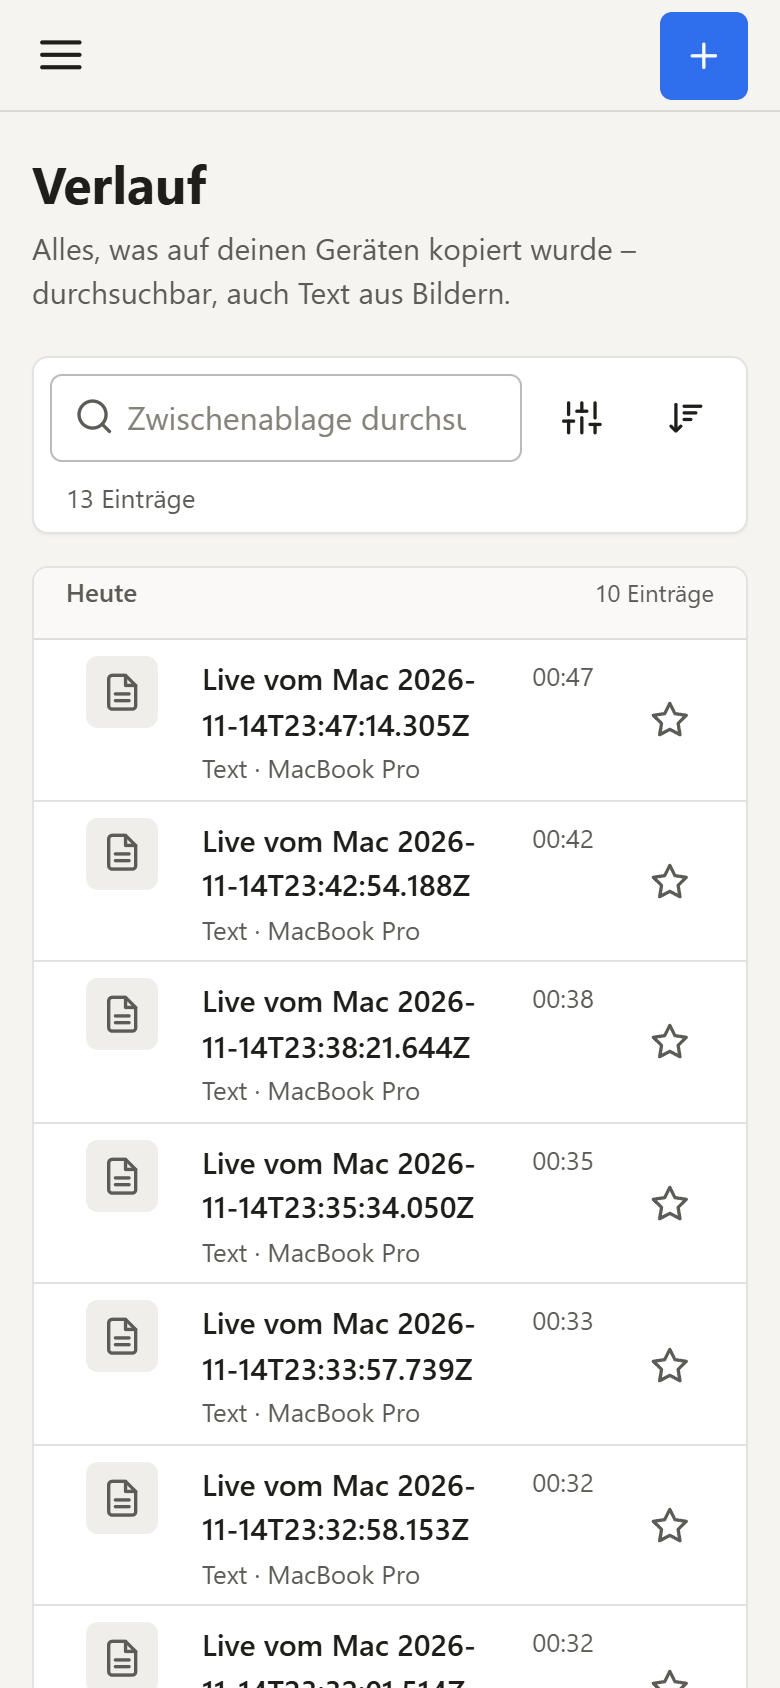 Verlauf
Alles, was auf deinen Geräten kopiert wurde –
durchsuchbar, auch Text aus Bildern.
Zwischenablage durchsu
13 Einträge
Heute 10 Einträge
Live vom Mac 2026- 00:47
11-14T23:47:14.305Z
Text · MacBook Pro
Live vom Mac 2026- 00:42
11-14T23:42:54.188Z
Text · MacBook Pro
Live vom Mac 2026- 00:38
11-14T23:38:21.644Z
Text · MacBook Pro
Live vom Mac 2026- 00:35
11-14T23:35:34.050Z
Text · MacBook Pro
Live vom Mac 2026- 00:33
11-14T23:33:57.739Z
Text · MacBook Pro
Live vom Mac 2026- 00:32
11-14T23:32:58.153Z
Text · MacBook Pro
Live vom Mac 2026- 00:32